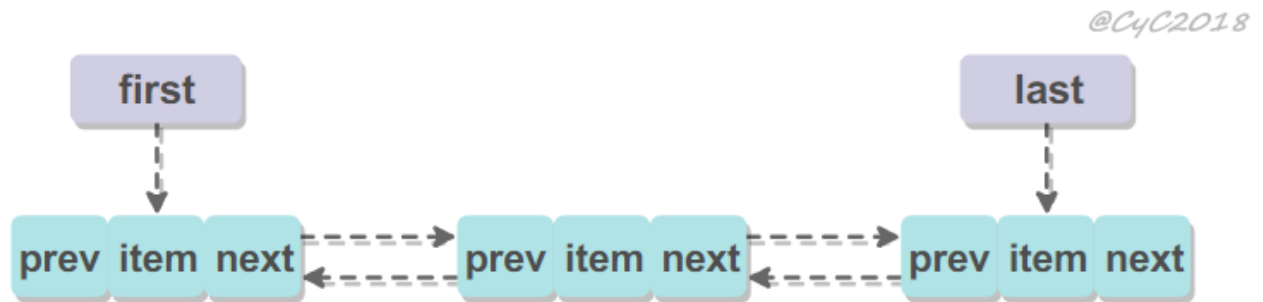 @CyC2018
first last
prev item next prev item next prev item next